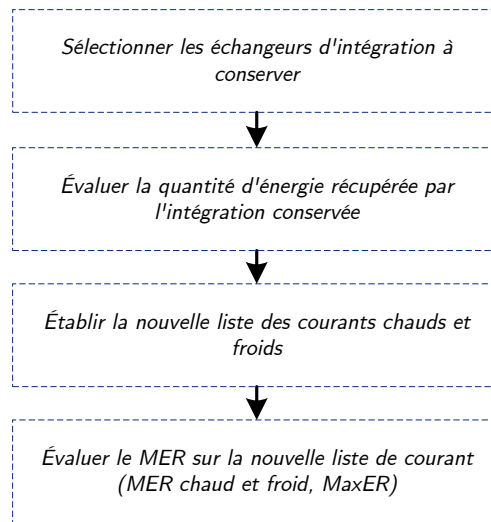 Sélectionner les échangeurs d'intégration à
conserver
Évaluer la quantité d'énergie récupérée par
l'intégration conservée
Établir la nouvelle liste des courants chauds et
froids
Évaluer le MER sur la nouvelle liste de courant
(MER chaud et froid, MaxER)